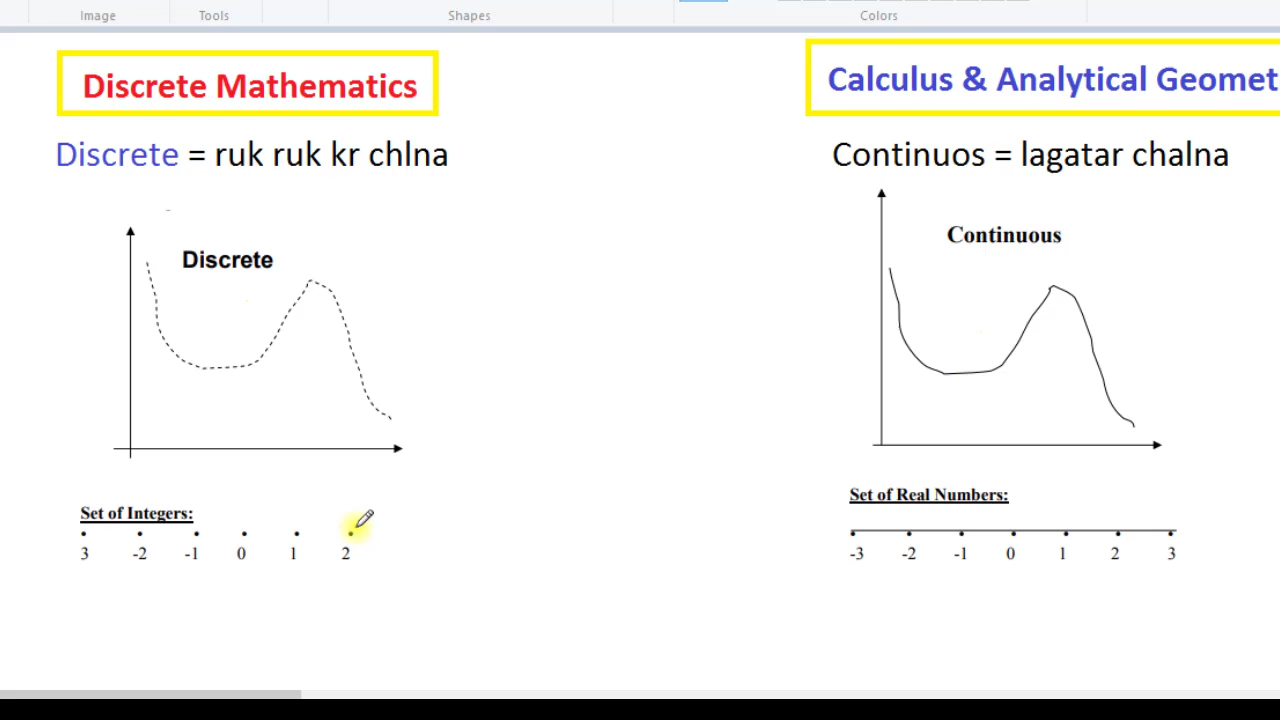 Image Tools Shapes Colors
Discrete Mathematics
Discrete = ruk ruk kr chlna
Discrete
Set of Integers:
3 -2 -1 0 1 2
Calculus & Analytical Geomet
Continuos = lagatar chalna
Continuous
Set of Real Numbers:
-3 -2 -1 0 1 2 3